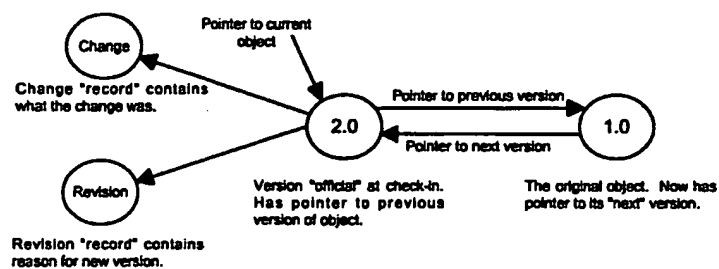 Pointer to current
object
Change
Change "record" contains
what the change was.
Pointer to previous version
2.0
1.0
Pointer to next version
Revision
Version "official" at check-in.
Has pointer to previous
version of object.
The original object. Now has
pointer to its "next" version.
Revision "record" contains
reason for new version.